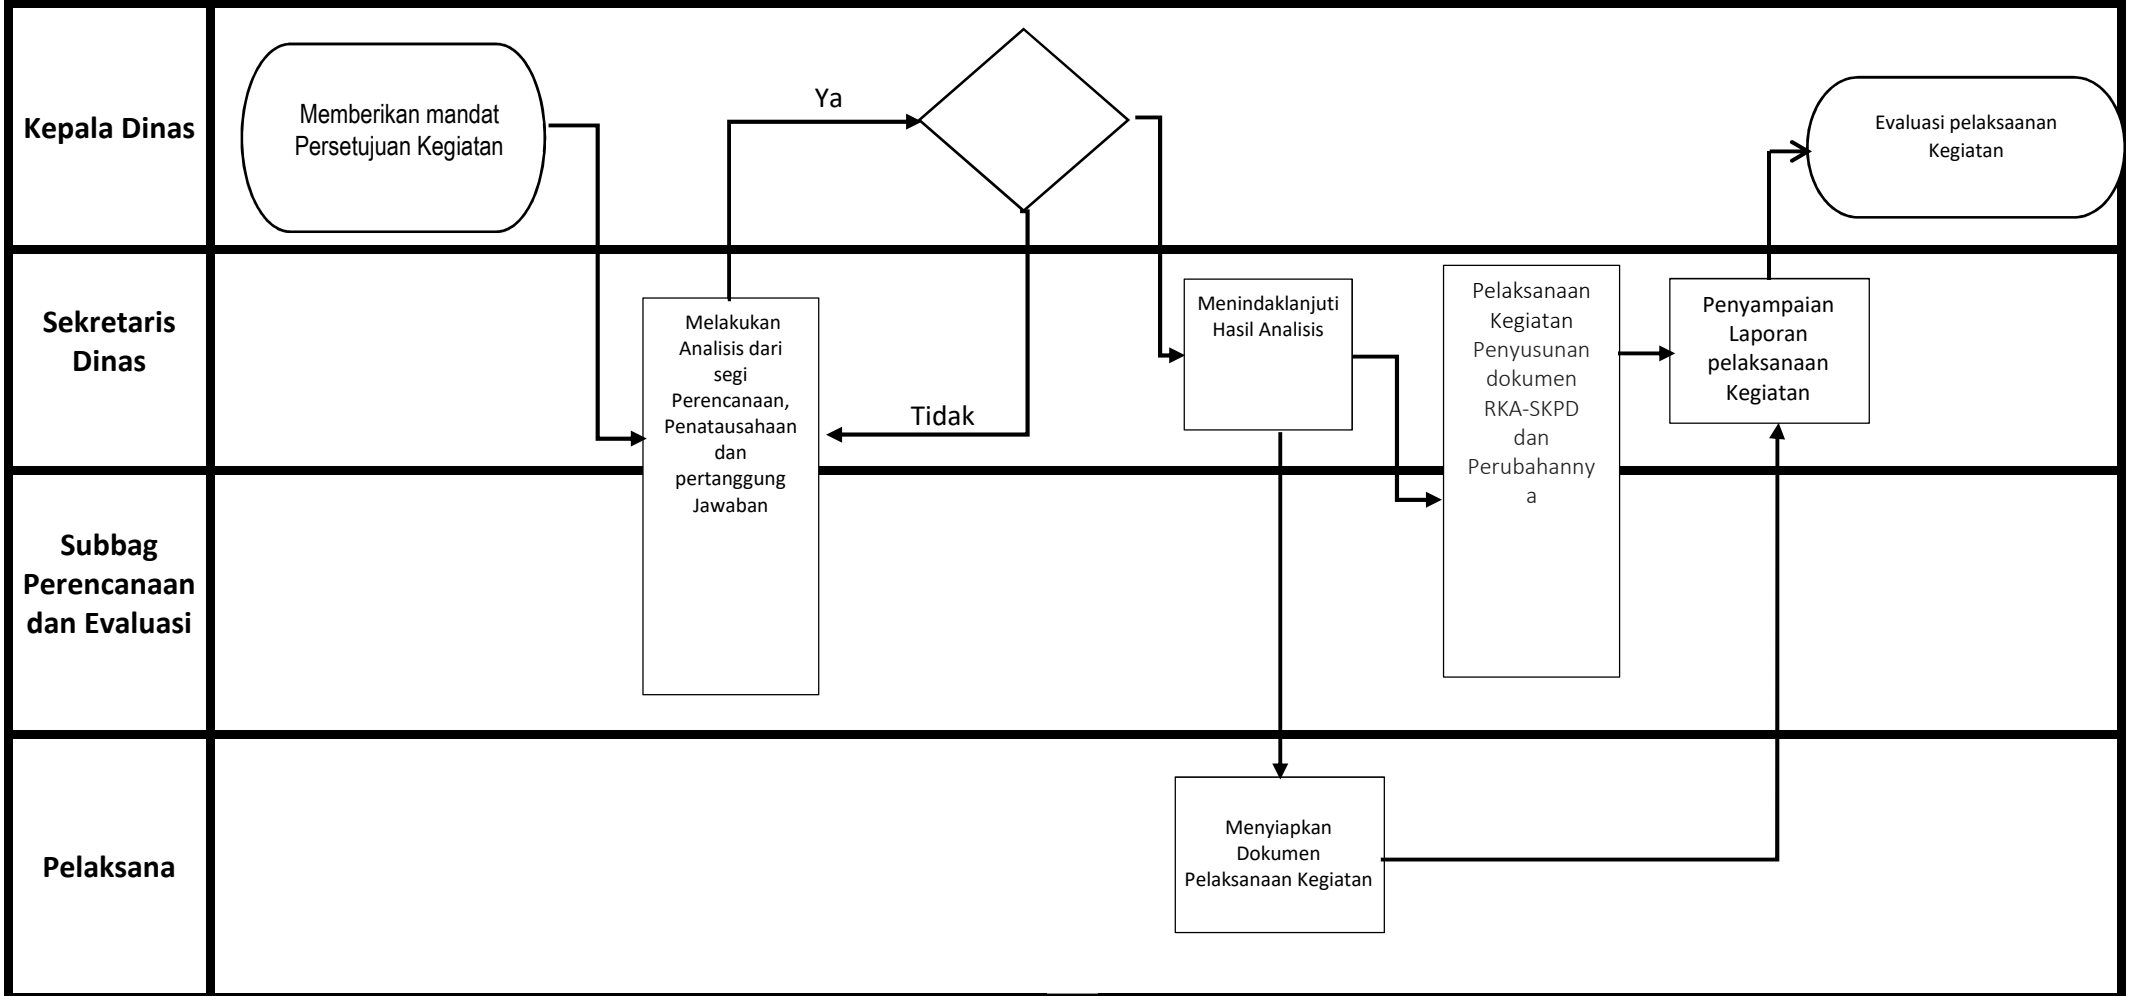 Kepala Dinas
Memberikan mandat
Persetujuan Kegiatan
Ya
Evaluasi pelaksaanan
Kegiatan
Sekretaris
Dinas
Melakukan
Analisis dari
segi
Perencanaan,
Penatausahaan
dan
pertanggung
Jawaban
Tidak
Menindaklanjuti
Hasil Analisis
Pelaksanaan
Kegiatan
Penyusunan
dokumen
RKA-SKPD
dan
Perubahanny
a
Penyampaian
Laporan
pelaksanaan
Kegiatan
Subbag
Perencanaan
dan Evaluasi
Pelaksana
Menyiapkan
Dokumen
Pelaksanaan Kegiatan